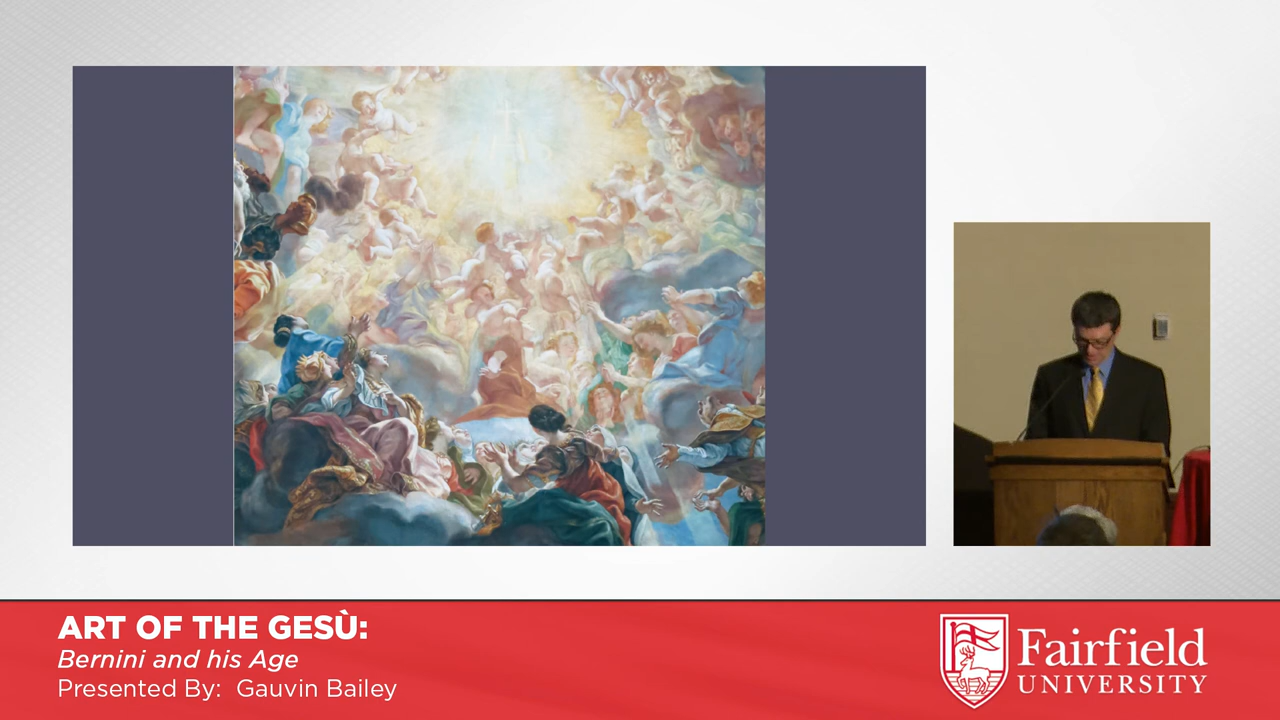 ART OF THE GESÙ:
Bernini and his Age
Presented By: Gauvin Bailey
Fairfield
UNIVERSITY